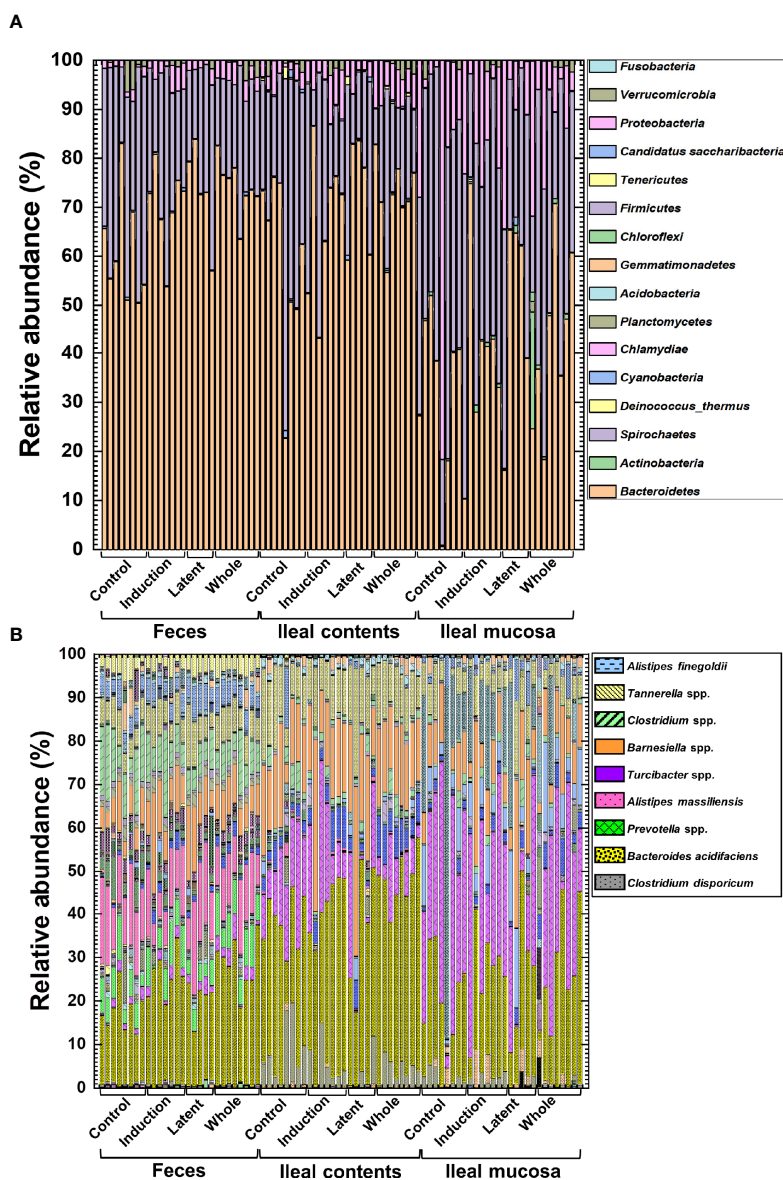 A
Relative abundance (%)
100
90
80
70
60
50
40
30
20
10
0
Control
Induction
Latent
Whole
Control
Induction
Latent
Whole
Control
Induction
Latent
Whole
Feces
Ileal contents
Ileal mucosa
Fusobacteria
Verrucomicrobia
Proteobacteria
Candidatus saccharibacteria
Tenericutes
Firmicutes
Chloroflexi
Gemmatimonadetes
Acidobacteria
Planctomycetes
Chlamydiae
Cyanobacteria
Deinococcus_thermus
Spirochaetes
Actinobacteria
Bacteroidetes
B
Relative abundance (%)
100
90
80
70
60
50
40
30
20
10
0
Control
Induction
Latent
Whole
Control
Induction
Latent
Whole
Control
Induction
Latent
Whole
Feces
Ileal contents
Ileal mucosa
Alistipes finegoldii
Tannerella spp.
Clostridium spp.
Barnesiella spp.
Turcibacter spp.
Alistipes massiliensis
Prevotella spp.
Bacteroides acidifaciens
Clostridium disporicum